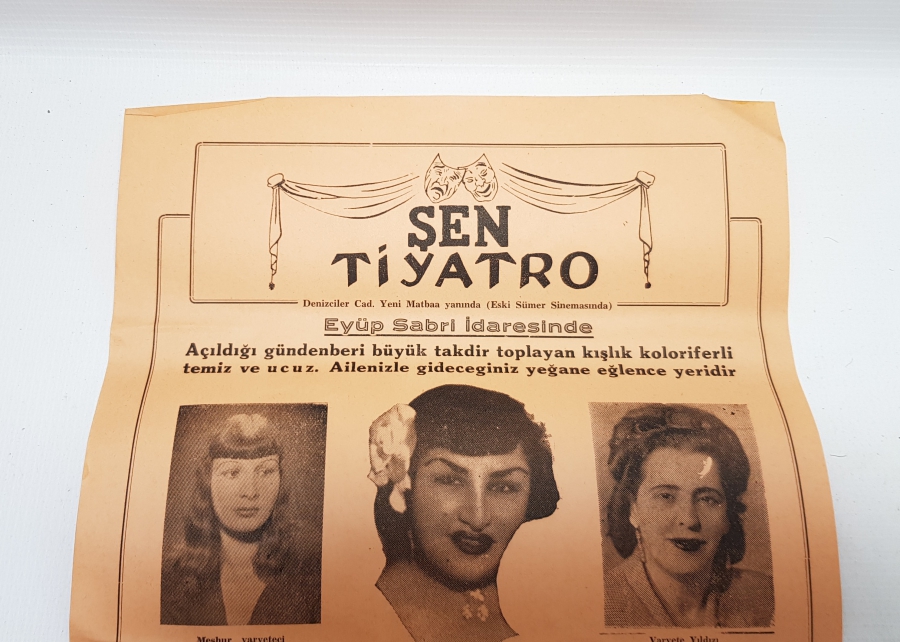 ŞEN
TİYATRO
Denizciler Cad. Yeni Matbaa yanında (Eski Sümer Sinemasında)
Eyüp Sabri İdaresinde
Açıldığı gündenberi büyük takdir toplayan kışlık koloriferli
temiz ve ucuz. Ailenizle gideceginiz yeğane eğlence yeridir
Meşhur varyeteci Varyete Yıldızı